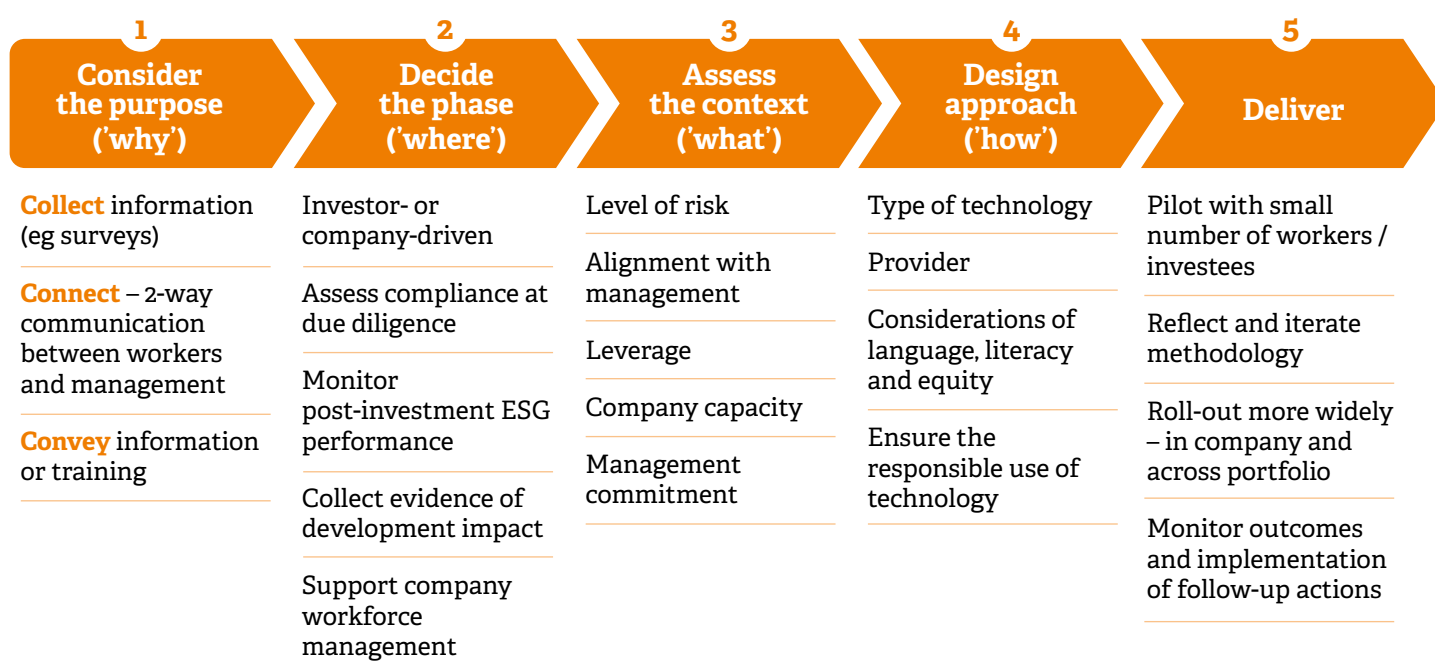 1
Consider
the purpose
('why')
Collect information
(eg surveys)
Connect – 2-way
communication
between workers
and management
Convey information
or training
2
Decide
the phase
('where')
Investor- or
company-driven
Assess compliance at
due diligence
Monitor
post-investment ESG
performance
Collect evidence of
development impact
Support company
workforce
management
3
Assess
the context
('what')
Level of risk
Alignment with
management
Leverage
Company capacity
Management
commitment
4
Design
approach
('how')
Type of technology
Provider
Considerations of
language, literacy
and equity
Ensure the
responsible use of
technology
5
Deliver
Pilot with small
number of workers /
investees
Reflect and iterate
methodology
Roll-out more widely
– in company and
across portfolio
Monitor outcomes
and implementation
of follow-up actions